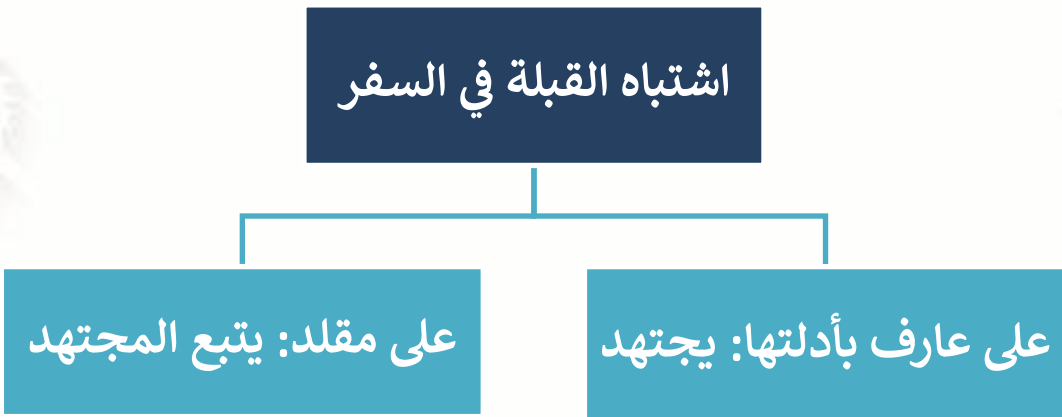 اشتباه القبلة في السفر
على عارف بأدلتها: يجتهد
على مقلد: يتبع المجتهد